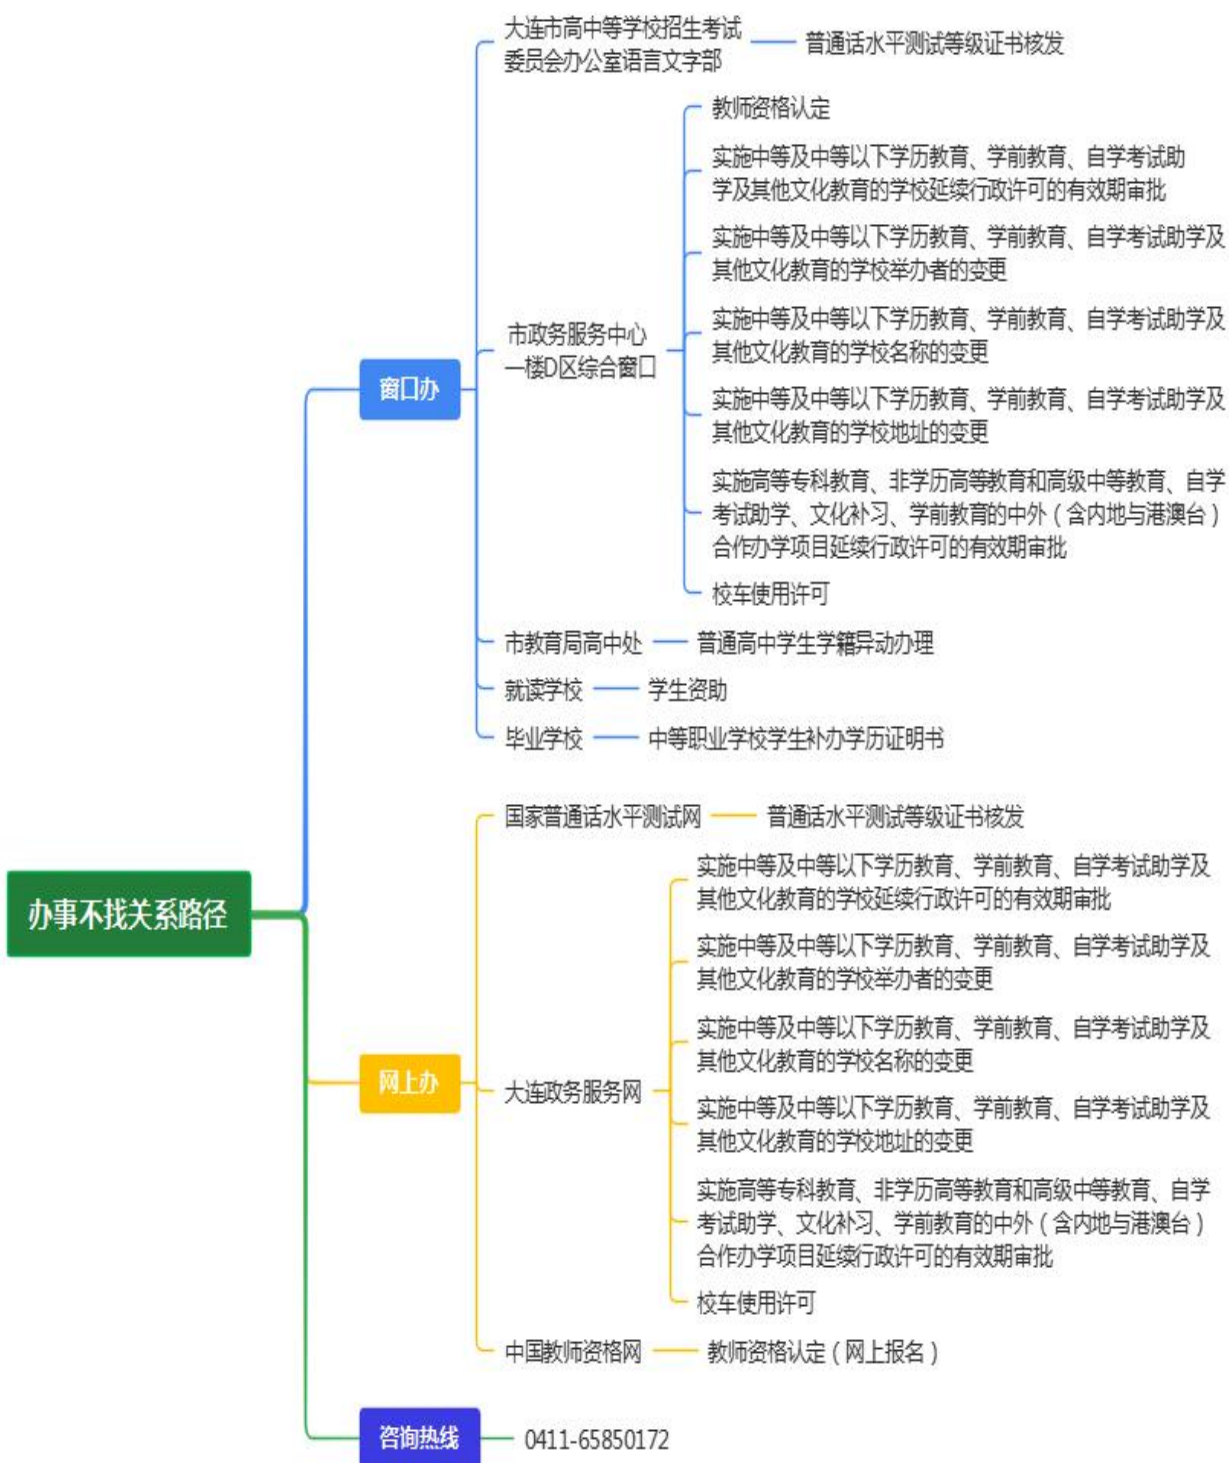 大连市高中等学校招生考试
委员会办公室语言文字部
普通话水平测试等级证书核发
教师资格认定
实施中等及中等以下学历教育、学前教育、自学考试助
学及其他文化教育的学校延续行政许可的有效期审批
实施中等及中等以下学历教育、学前教育、自学考试助学及
其他文化教育的学校举办者的变更
市政务服务中心
一楼D区综合窗口
实施中等及中等以下学历教育、学前教育、自学考试助学及
其他文化教育的学校名称的变更
窗口办
实施中等及中等以下学历教育、学前教育、自学考试助学及
其他文化教育的学校地址的变更
实施高等专科教育、非学历高等教育和高级中等教育、自学
考试助学、文化补习、学前教育的中外（含内地与港澳台）
合作办学项目延续行政许可的有效期审批
校车使用许可
市教育局高中处
普通高中学生学籍异动办理
就读学校
学生资助
毕业学校
中等职业学校学生补办学历证明书
办事不找关系路径
国家普通话水平测试网
普通话水平测试等级证书核发
实施中等及中等以下学历教育、学前教育、自学考试助学及
其他文化教育的学校延续行政许可的有效期审批
实施中等及中等以下学历教育、学前教育、自学考试助学及
其他文化教育的学校举办者的变更
实施中等及中等以下学历教育、学前教育、自学考试助学及
其他文化教育的学校名称的变更
网上办
大连政务服务网
实施中等及中等以下学历教育、学前教育、自学考试助学及
其他文化教育的学校地址的变更
实施高等专科教育、非学历高等教育和高级中等教育、自学
考试助学、文化补习、学前教育的中外（含内地与港澳台）
合作办学项目延续行政许可的有效期审批
校车使用许可
中国教师资格网
教师资格认定（网上报名）
咨询热线
0411-65850172